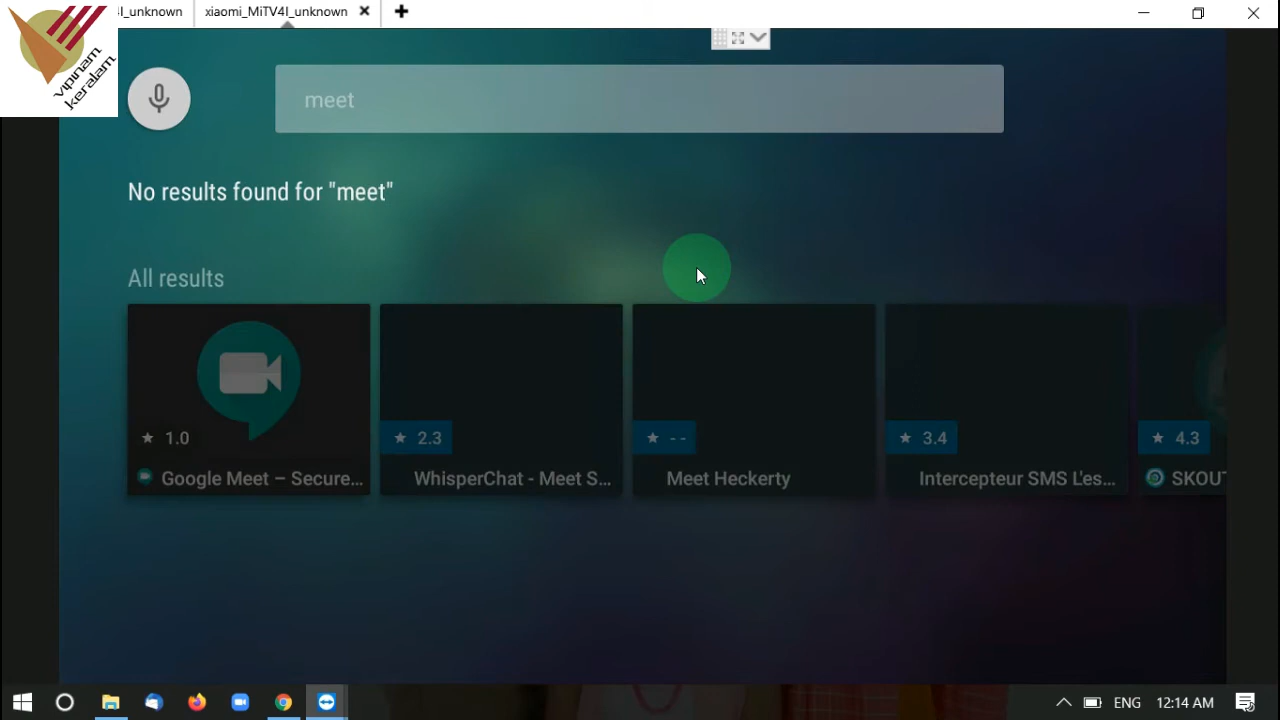 4I_unknown
xiaomi_MiTV4I_unknown
vipinam
keralam
meet
No results found for "meet"
All results
1.0
2.3
- -
3.4
4.3
Google Meet – Secure...
WhisperChat - Meet S...
Meet Heckerty
Intercepteur SMS L'es...
SKOUT
ENG
12:14 AM